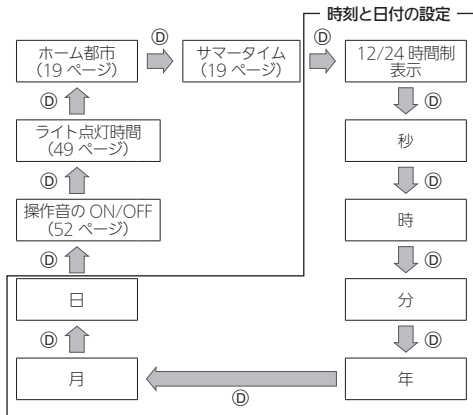 時刻と日付の設定
ホーム都市
(19 ページ)
Ⓓ
サマータイム
(19 ページ)
Ⓓ
12/24 時間制
表示
Ⓓ
秒
Ⓓ
時
Ⓓ
分
Ⓓ
年
Ⓓ
月
Ⓓ
日
Ⓓ
操作音の ON/OFF
(52 ページ)
Ⓓ
ライト点灯時間
(49 ページ)
Ⓓ